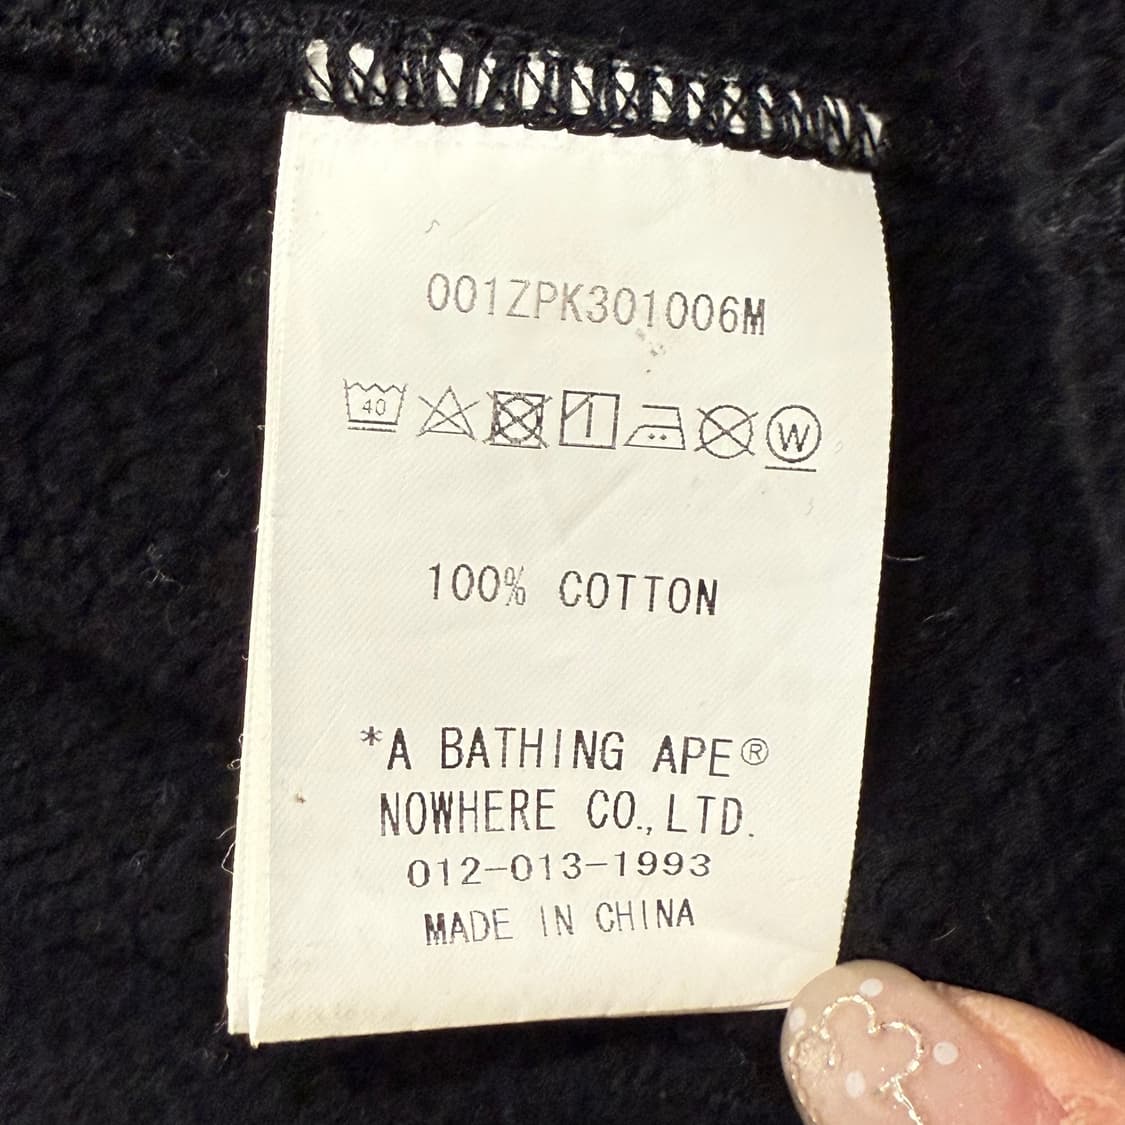 001ZPK301006M
40 W
100% COTTON
*A BATHING APE®
NOWHERE CO.,LTD.
012-013-1993
MADE IN CHINA